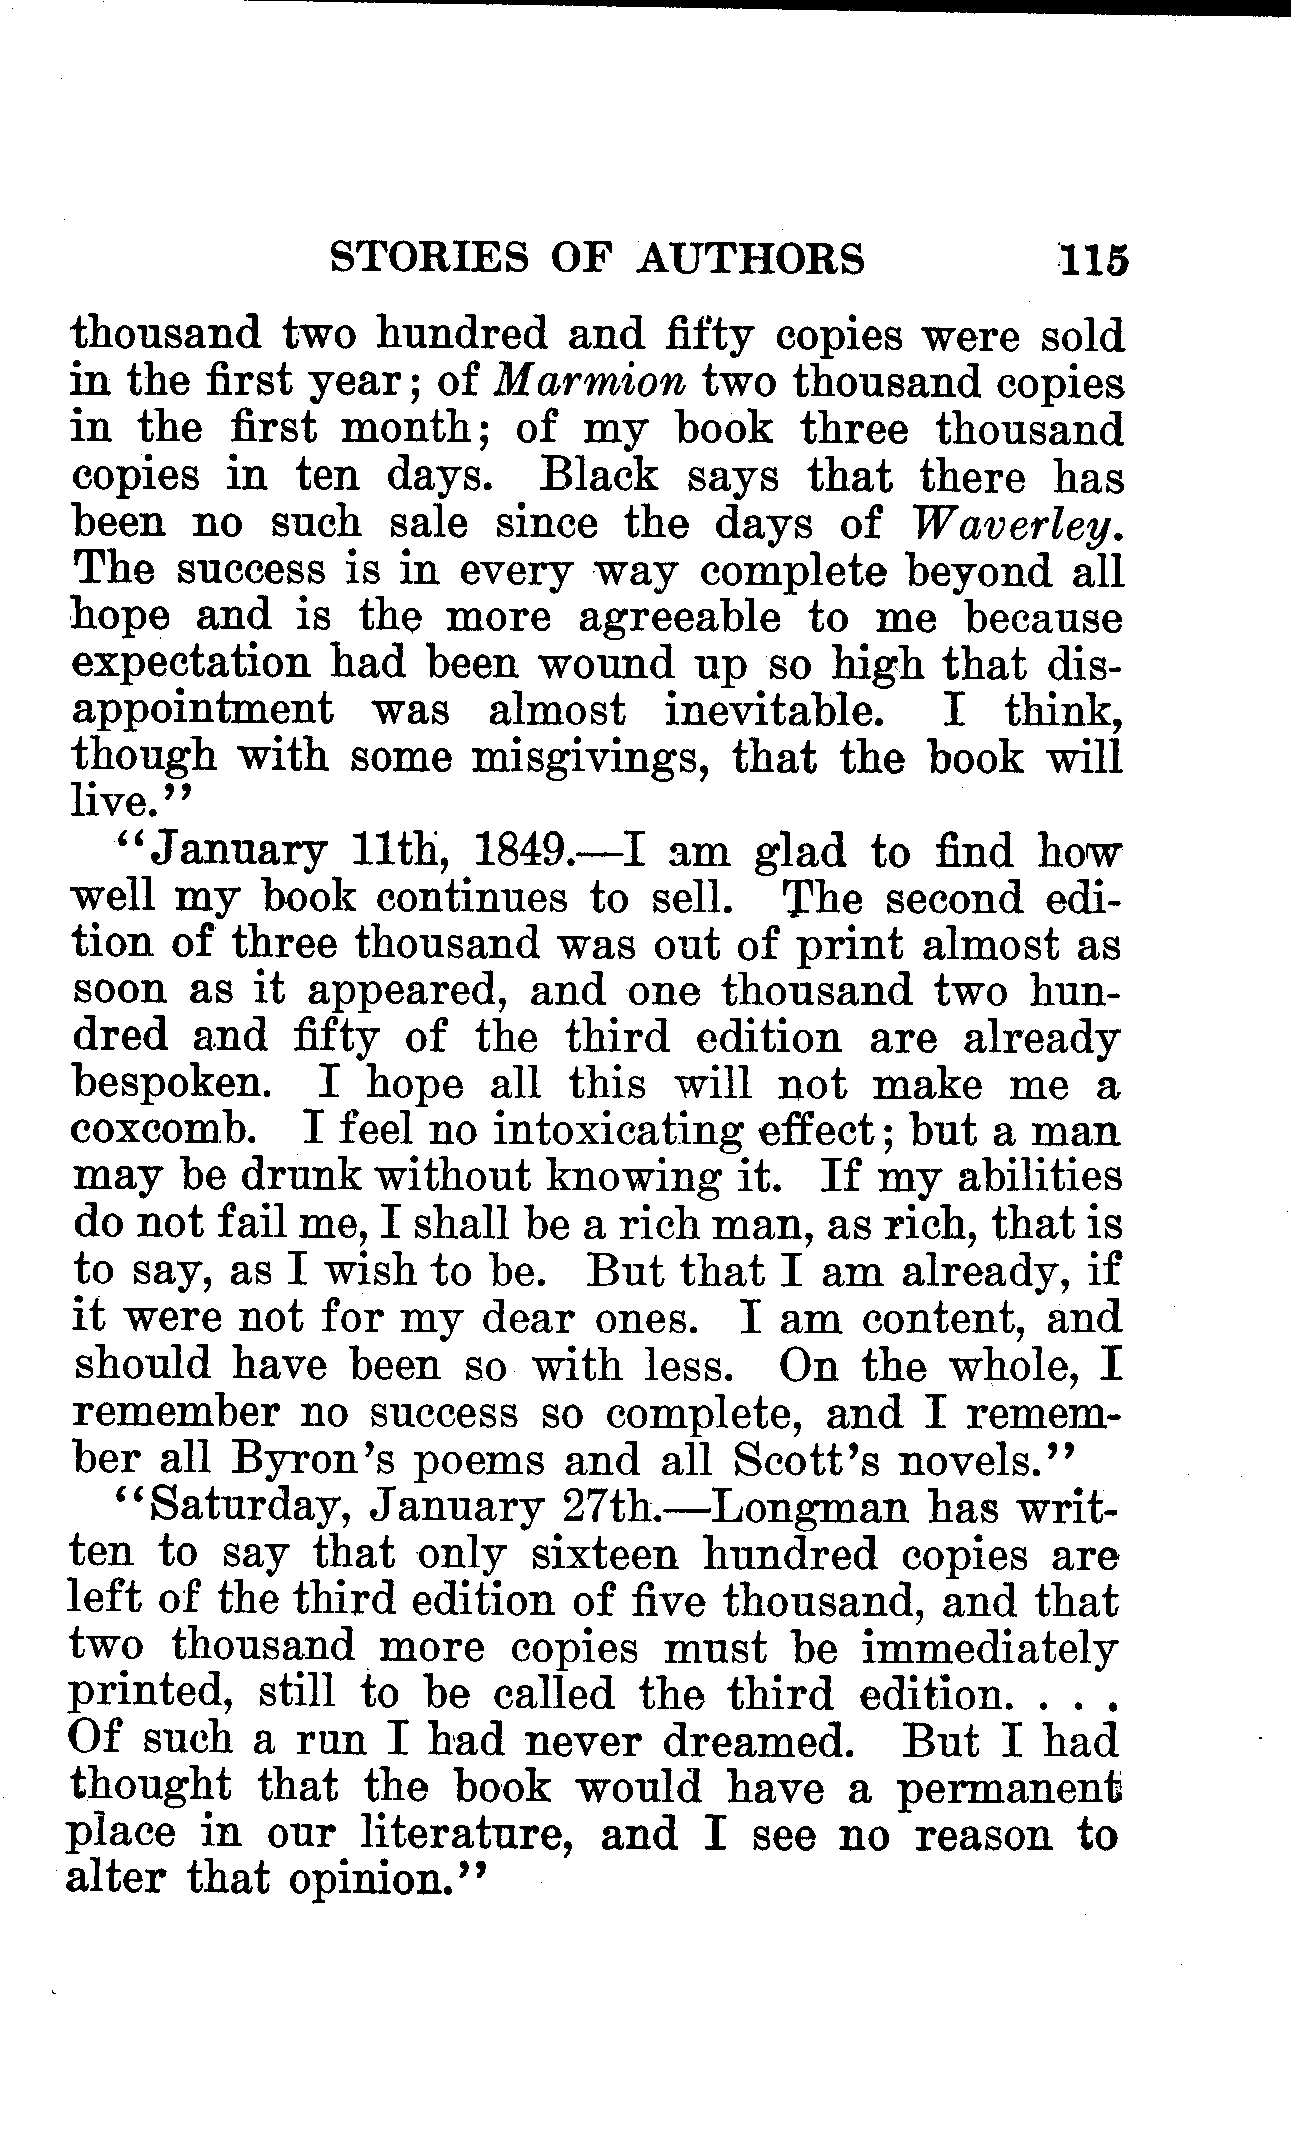 STORIES OF AUTHORS 115
thousand two hundred and fifty copies were sold
in the first year; of Marmion two thousand copies
in the first month; of my book three thousand
copies in ten days. Black says that there has
been no such sale since the days of Waverley.
The success is in every way complete beyond all
hope and is the more agreeable to me because
expectation had been wound up so high that dis-
appointment was almost inevitable. I think,
though with some misgivings, that the book will
live."
"January 11th, 1849.—I am glad to find how
well my book continues to sell. The second edi-
tion of three thousand was out of print almost as
soon as it appeared, and one thousand two hun-
dred and fifty of the third edition are already
bespoken. I hope all this will not make me a
coxcomb. I feel no intoxicating effect; but a man
may be drunk without knowing it. If my abilities
do not fail me, I shall be a rich man, as rich, that is
to say, as I wish to be. But that I am already, if
it were not for my dear ones. I am content, and
should have been so with less. On the whole, I
remember no success so complete, and I remem-
ber all Byron's poems and all Scott's novels."
"Saturday, January 27th.—Longman has writ-
ten to say that only sixteen hundred copies are
left of the third edition of five thousand, and that
two thousand more copies must be immediately
printed, still to be called the third edition. . . .
Of such a run I had never dreamed. But I had
thought that the book would have a permanent
place in our literature, and I see no reason to
alter that opinion."